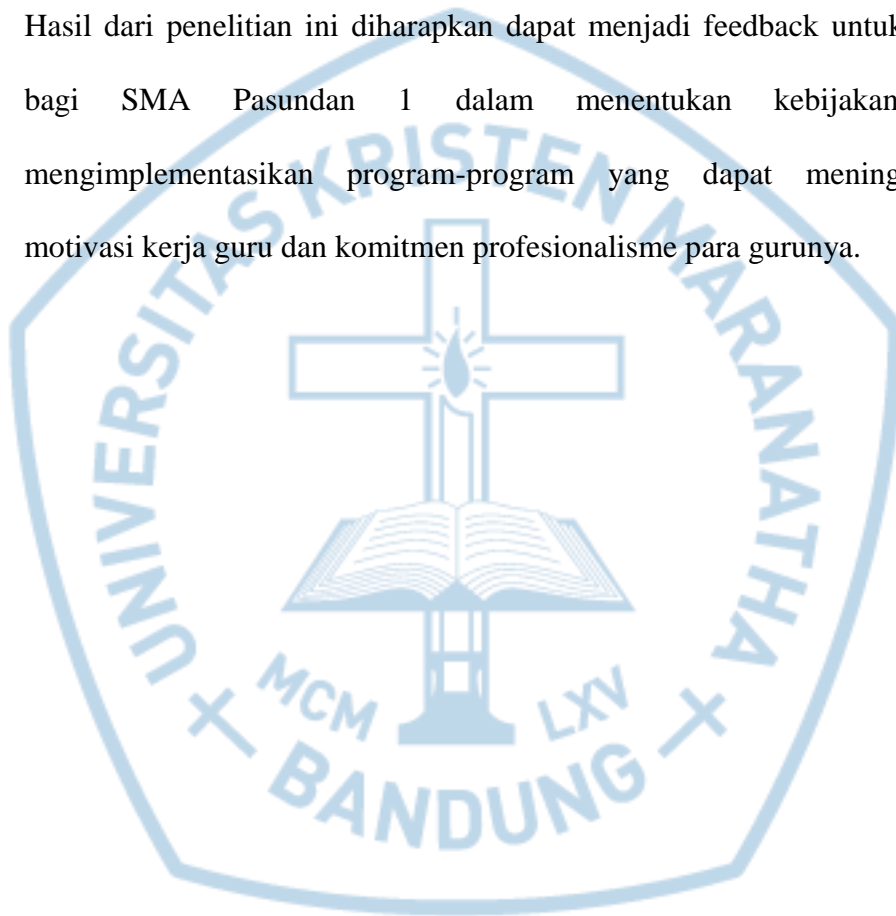 Hasil dari penelitian ini diharapkan dapat menjadi feedback untuk
bagi SMA Pasundan 1 dalam menentukan kebijakan
mengimplementasikan program-program yang dapat mening
motivasi kerja guru dan komitmen profesionalisme para gurunya.
UNIVERSITAS KRISTEN MARANATHA
MCM LXV
BANDUNG